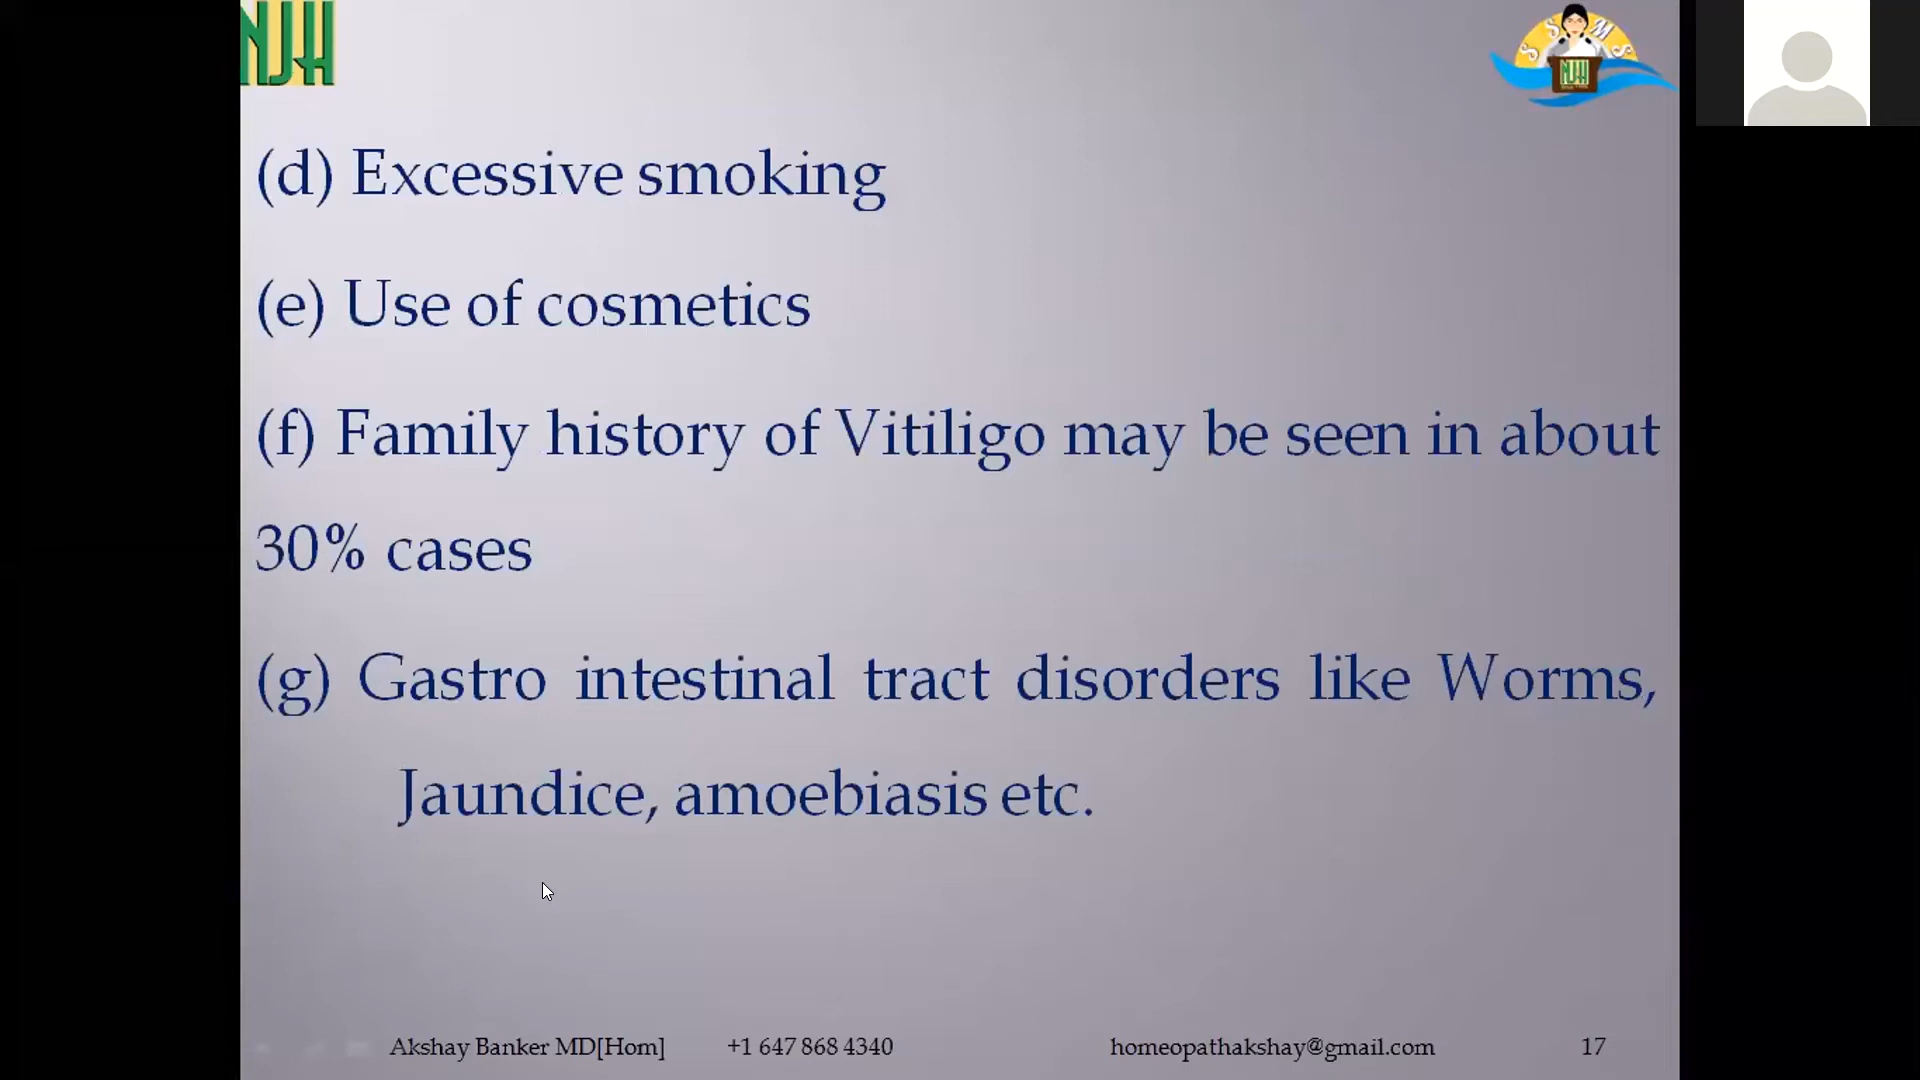 NJH
S S M S
NJH
(d) Excessive smoking
(e) Use of cosmetics
(f) Family history of Vitiligo may be seen in about
30% cases
(g) Gastro intestinal tract disorders like Worms,
Jaundice, amoebiasis etc.
Akshay Banker MD[Hom] +1 647 868 4340 homeopathakshay@gmail.com 17